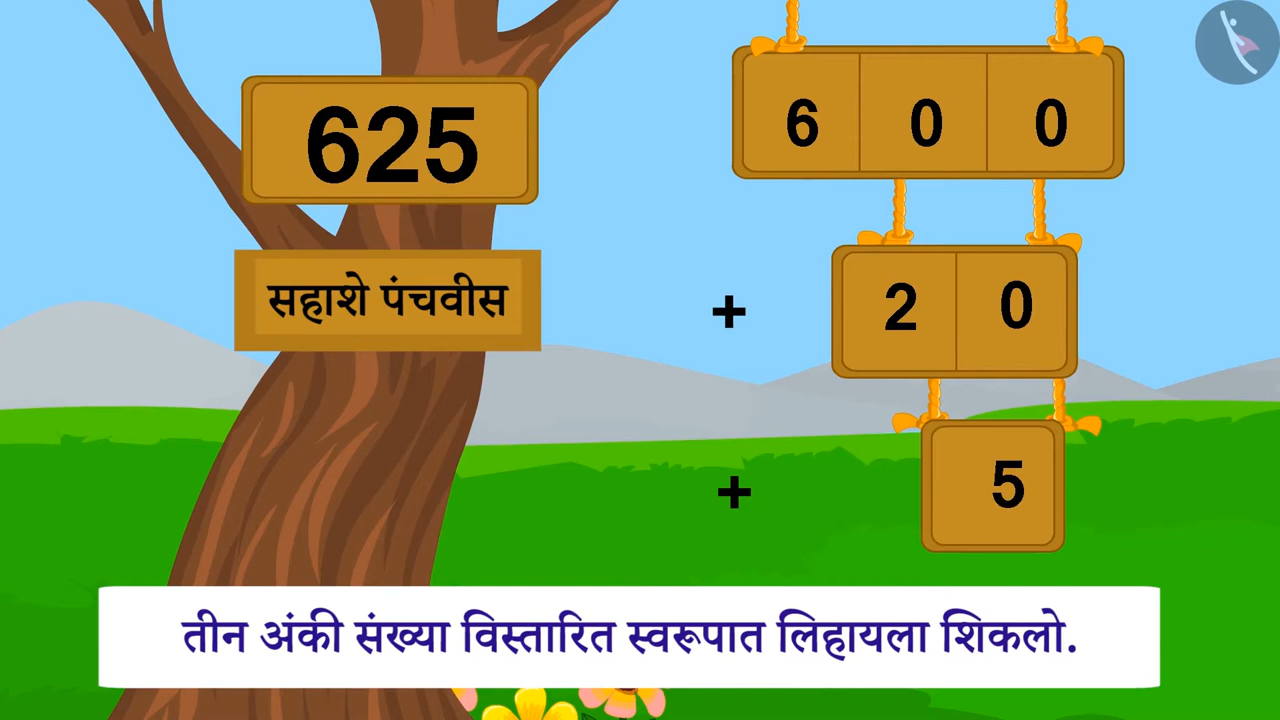 625
सहाशे पंचवीस
6 0 0
+ 2 0
+ 5
तीन अंकी संख्या विस्तारित स्वरूपात लिहायला शिकलो.